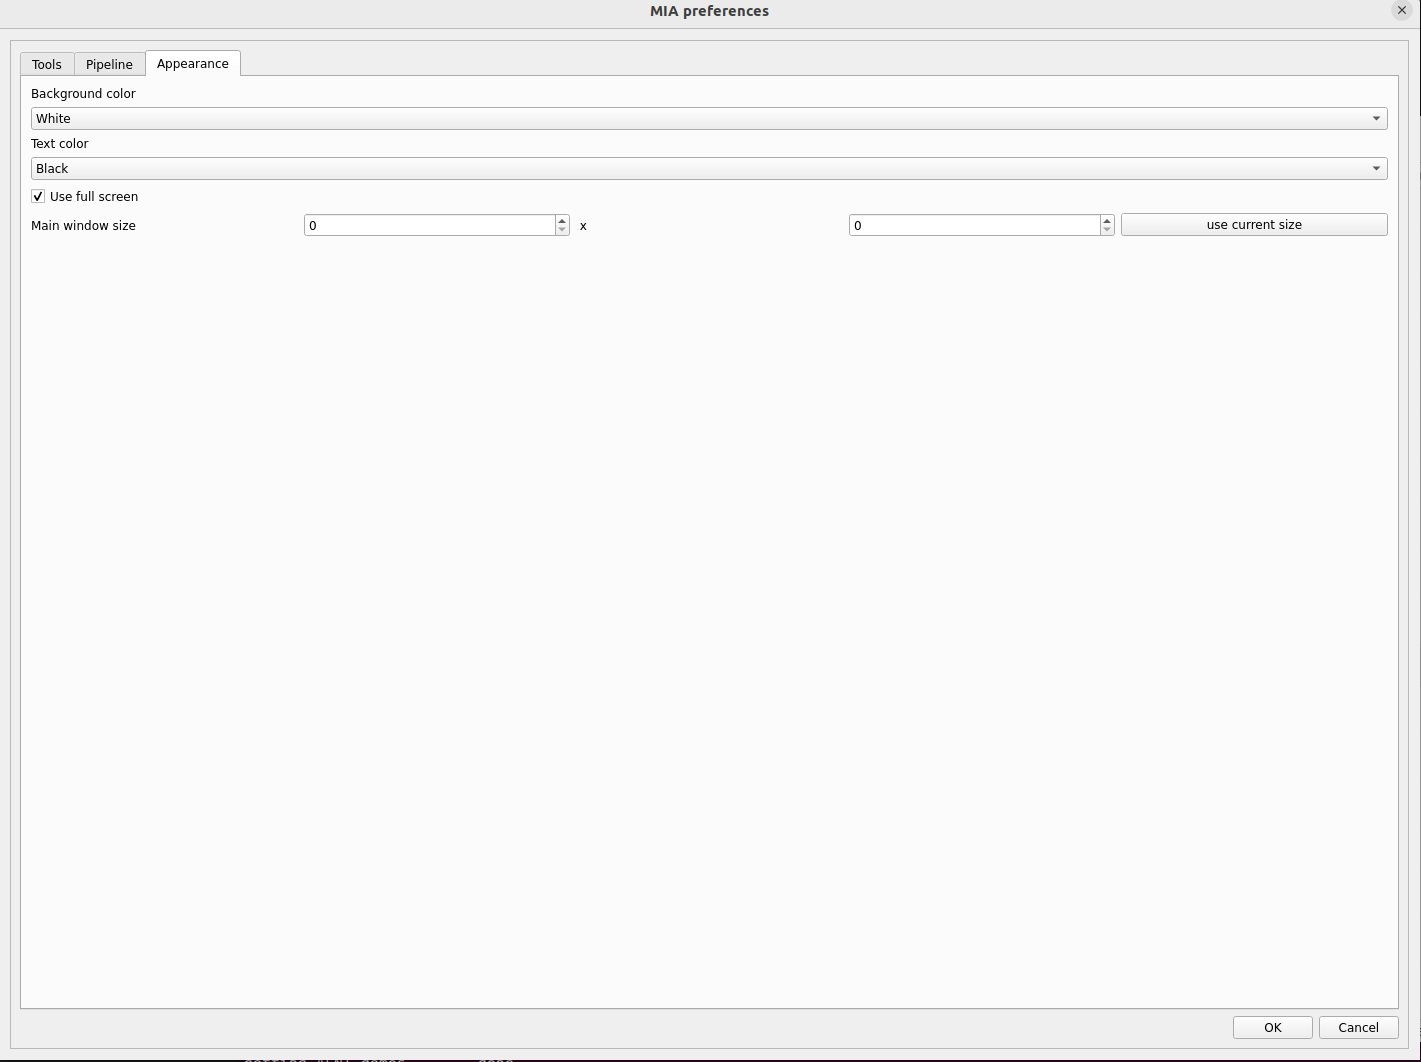 MIA preferences
Tools Pipeline Appearance
Background color
White
Text color
Black
Use full screen
Main window size 0 x 0 use current size
OK Cancel